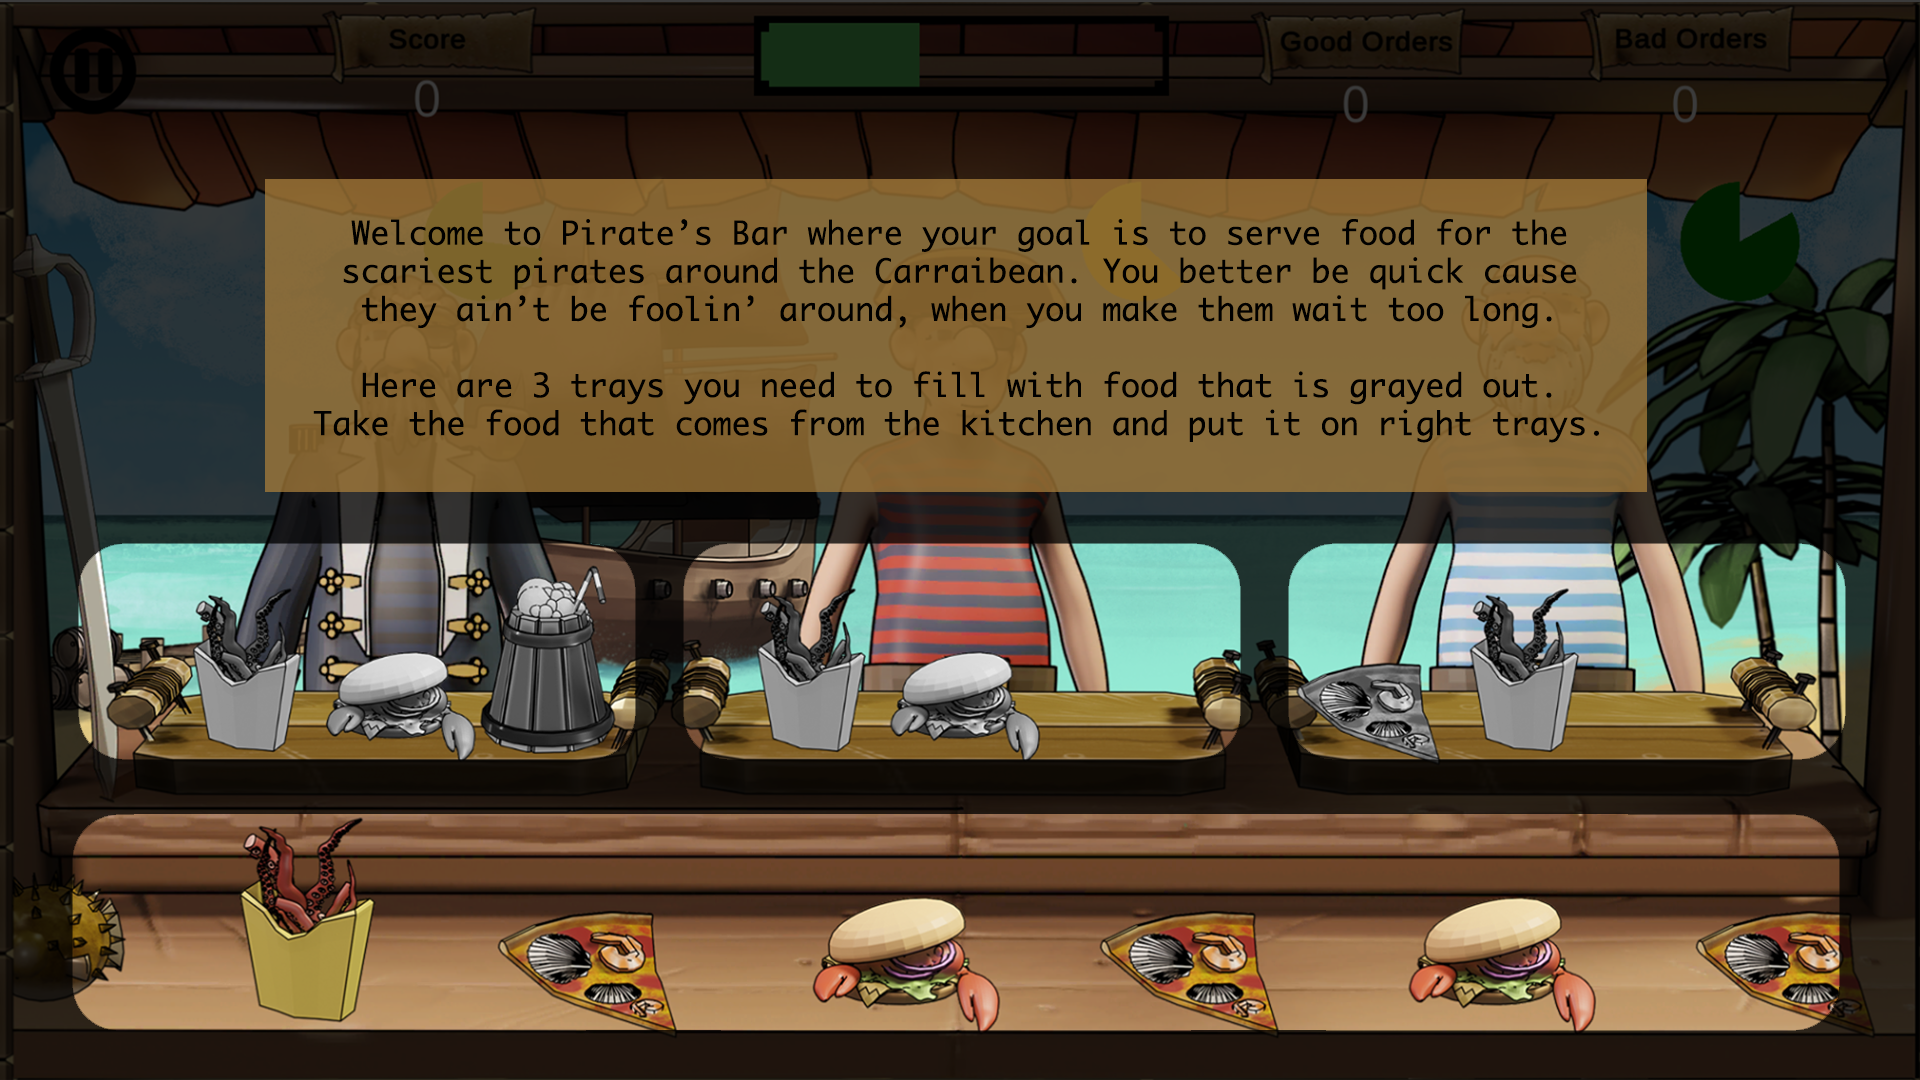 Score
Good Orders
Bad Orders
0
0
0
Welcome to Pirate’s Bar where your goal is to serve food for the
scariest pirates around the Carraibean. You better be quick cause
they ain’t be foolin’ around, when you make them wait too long.
Here are 3 trays you need to fill with food that is grayed out.
Take the food that comes from the kitchen and put it on right trays.